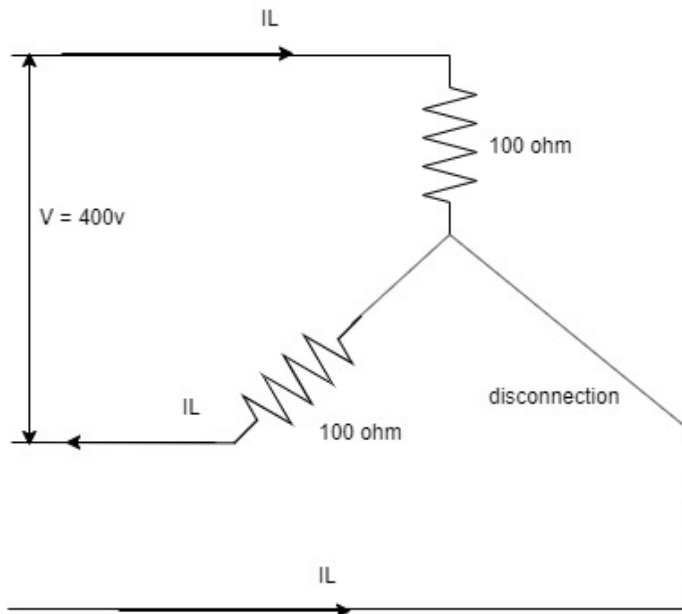 IL
100 ohm
V = 400v
IL
100 ohm
disconnection
IL